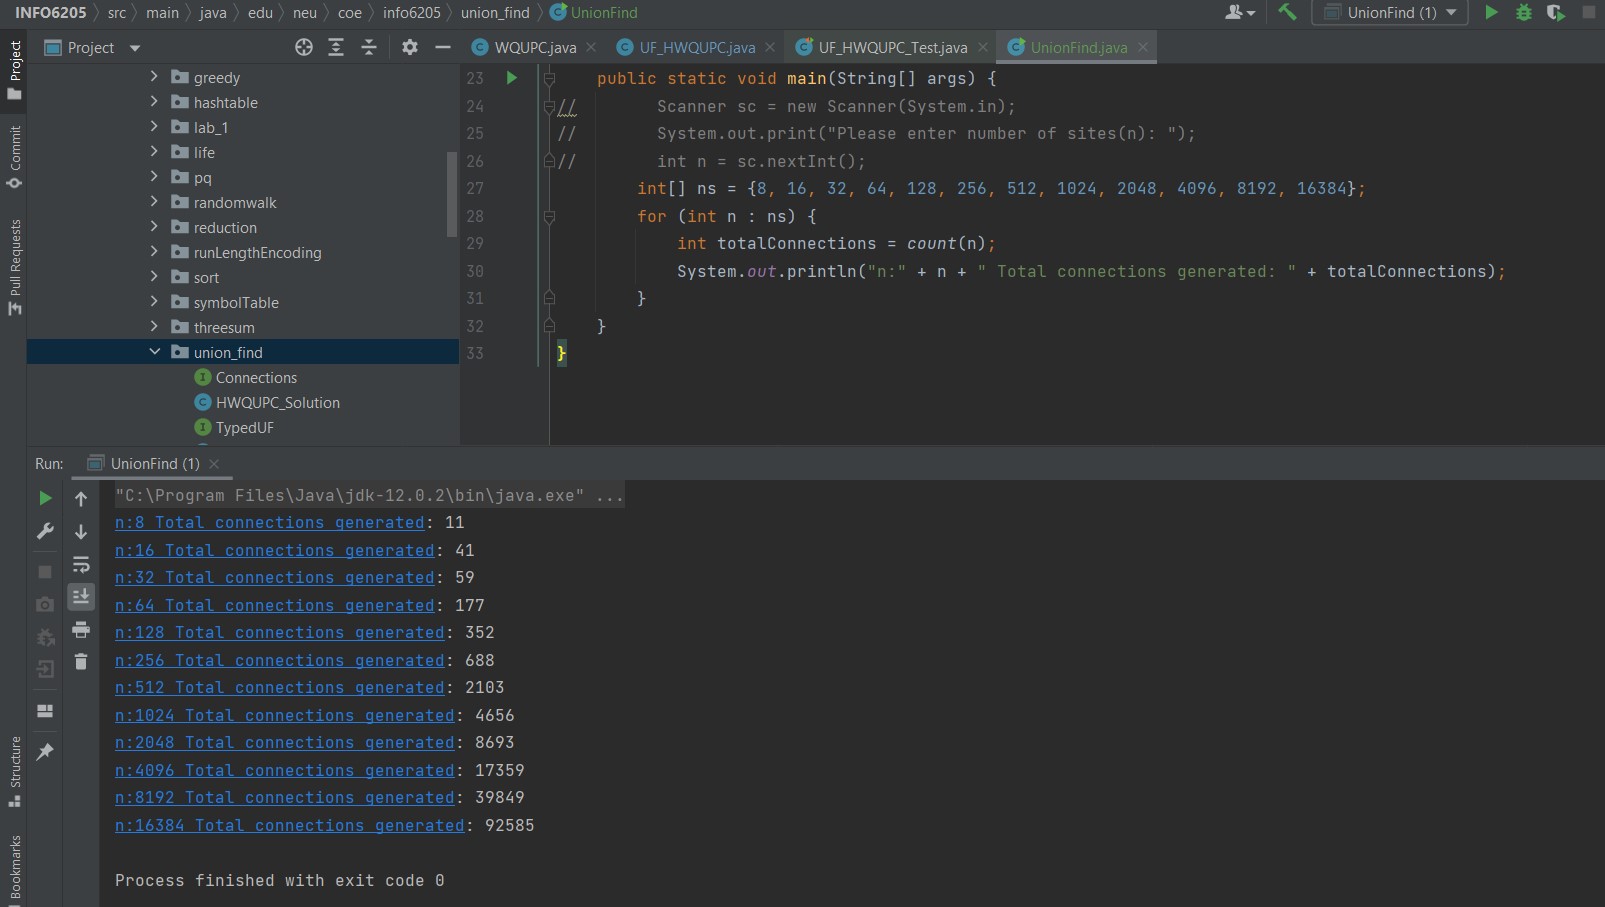 INFO6205 src main java edu neu coe info6205 union_find UnionFind
UnionFind (1)
Project
WQUPC.java
UF_HWQUPC.java
UF_HWQUPC_Test.java
UnionFind.java
Project
Commit
Pull Requests
Structure
Bookmarks
greedy
hashtable
lab_1
life
pq
randomwalk
reduction
runLengthEncoding
sort
symbolTable
threesum
union_find
Connections
HWQUPC_Solution
TypedUF
23 public static void main(String[] args) {
24 // Scanner sc = new Scanner(System.in);
25 // System.out.print("Please enter number of sites(n): ");
26 // int n = sc.nextInt();
27 int[] ns = {8, 16, 32, 64, 128, 256, 512, 1024, 2048, 4096, 8192, 16384};
28 for (int n : ns) {
29 int totalConnections = count(n);
30 System.out.println("n:" + n + " Total connections generated: " + totalConnections);
31 }
32 }
33 }
Run: UnionFind (1)
"C:\Program Files\Java\jdk-12.0.2\bin\java.exe" ...
n:8 Total connections generated: 11
n:16 Total connections generated: 41
n:32 Total connections generated: 59
n:64 Total connections generated: 177
n:128 Total connections generated: 352
n:256 Total connections generated: 688
n:512 Total connections generated: 2103
n:1024 Total connections generated: 4656
n:2048 Total connections generated: 8693
n:4096 Total connections generated: 17359
n:8192 Total connections generated: 39849
n:16384 Total connections generated: 92585
Process finished with exit code 0